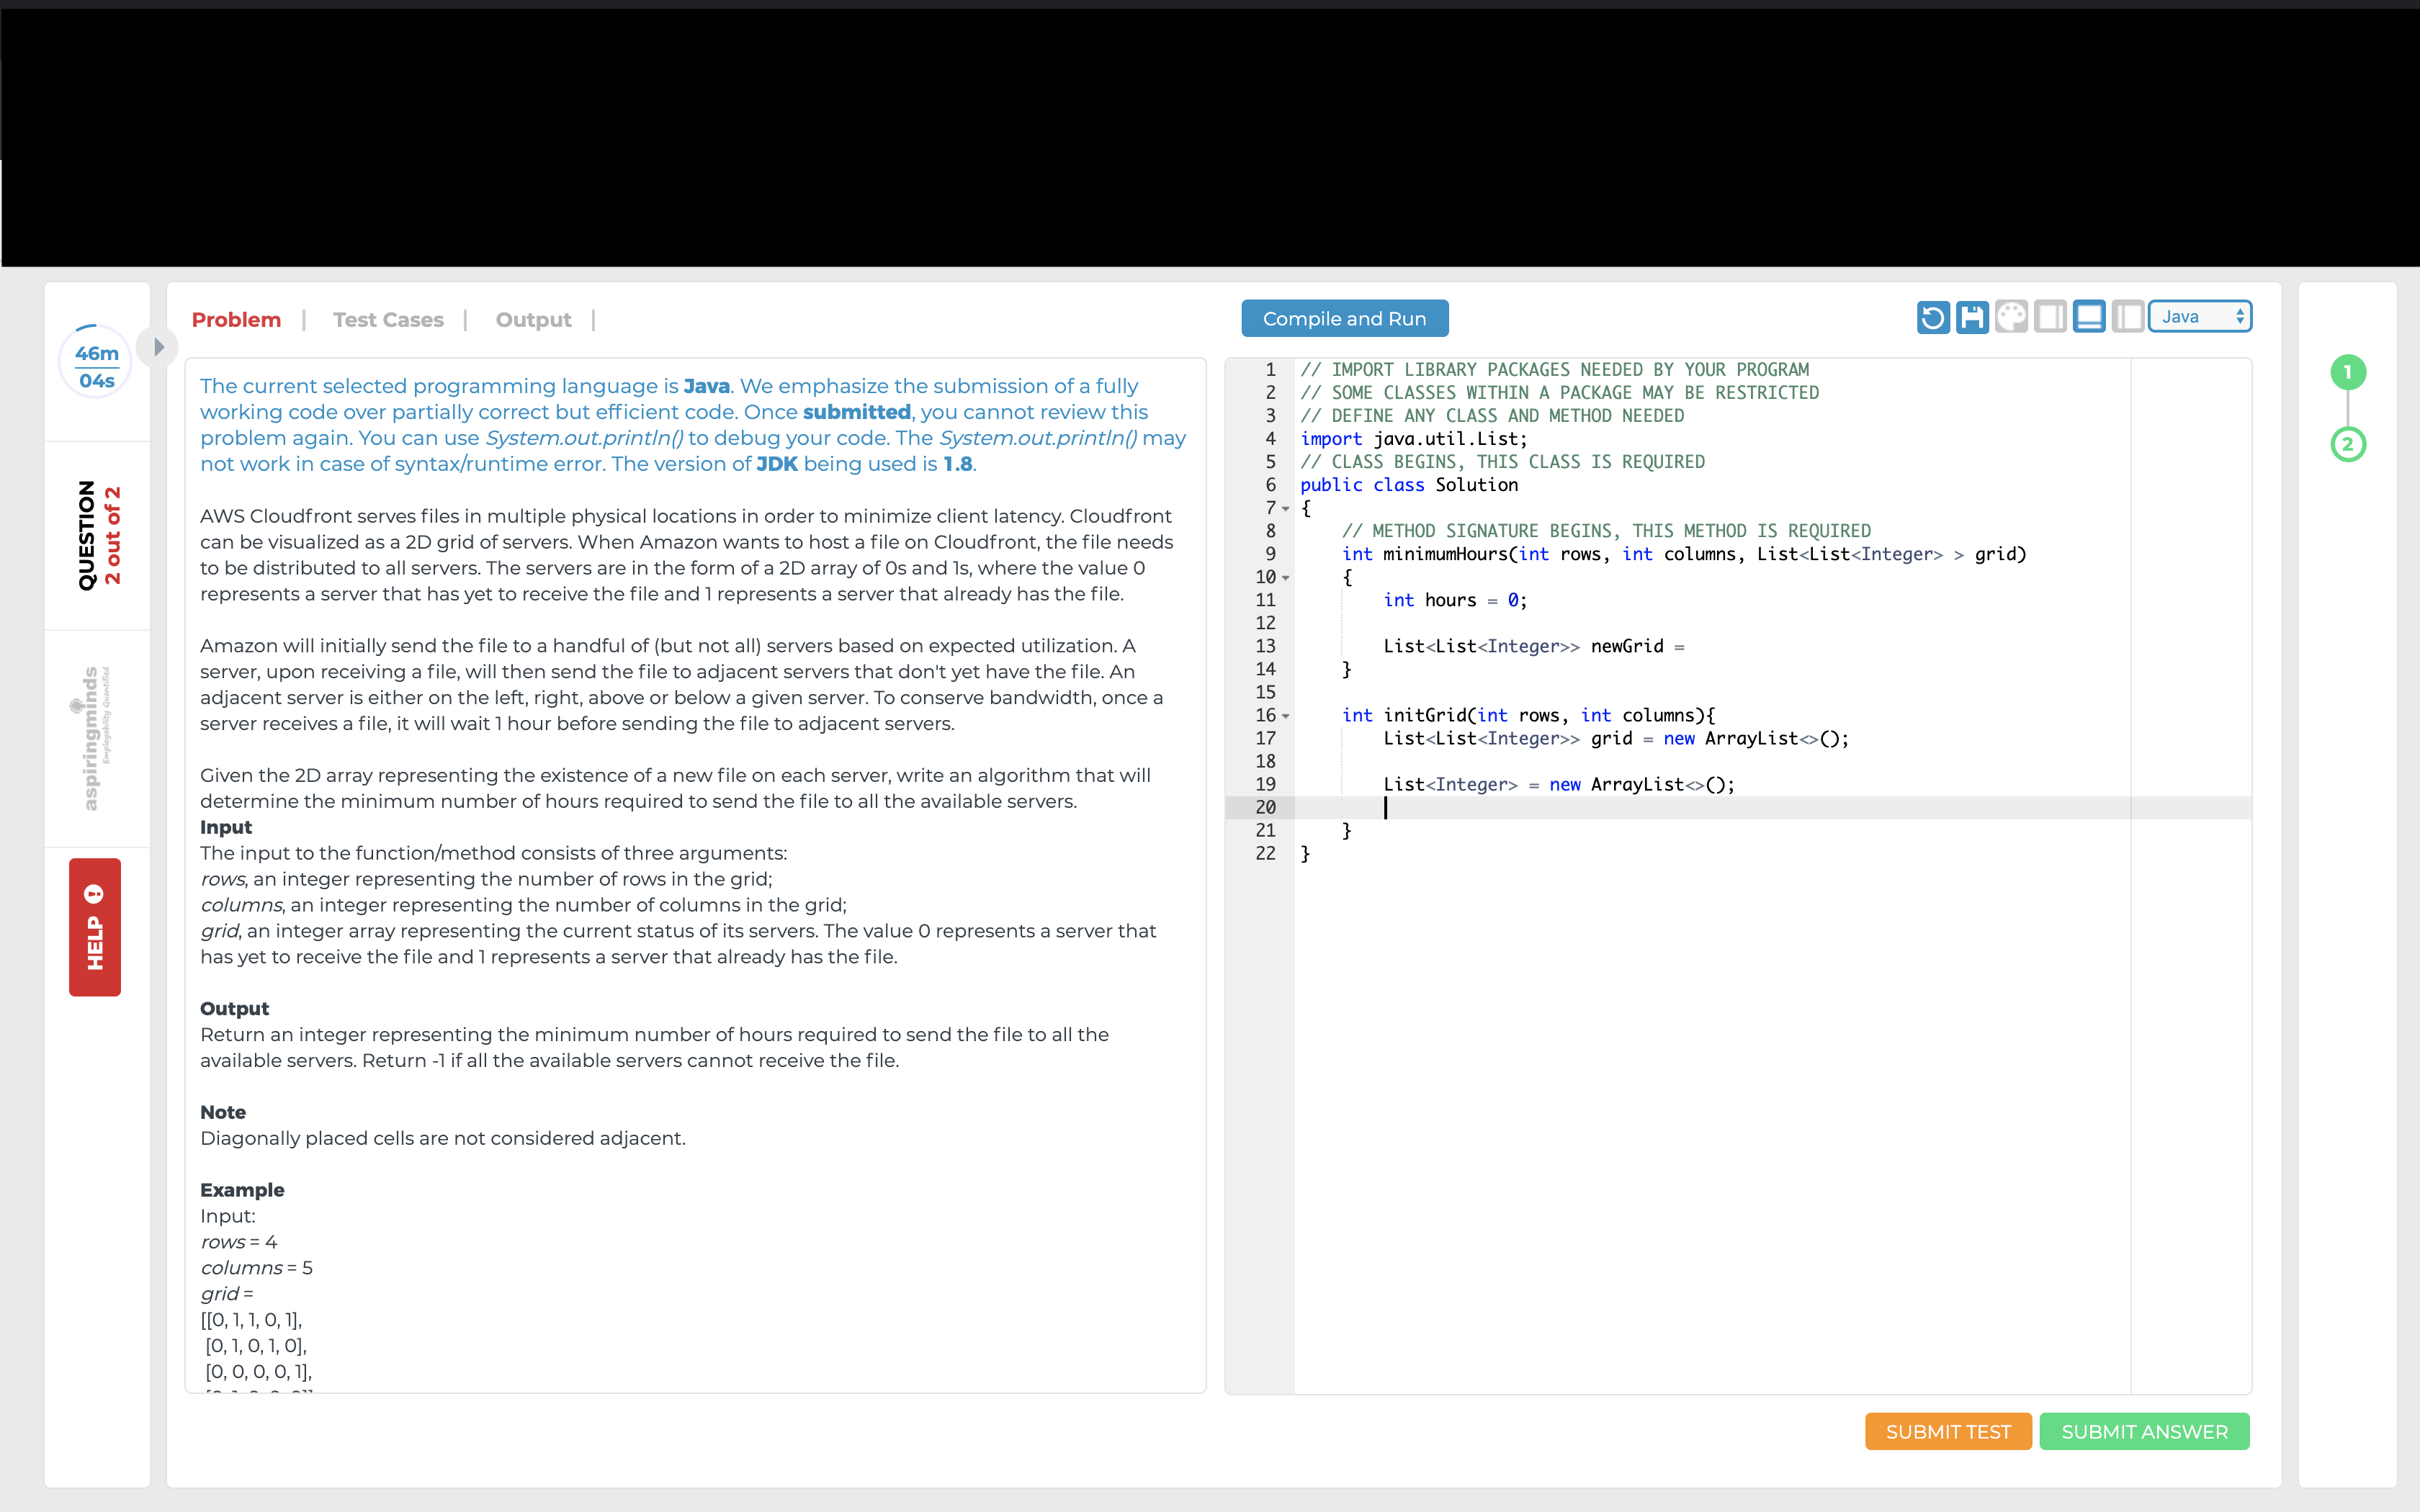 46m
04s
QUESTION
2 out of 2
aspiringminds
Employability Quantified
HELP
Problem | Test Cases | Output |
The current selected programming language is Java. We emphasize the submission of a fully
working code over partially correct but efficient code. Once submitted, you cannot review this
problem again. You can use System.out.println() to debug your code. The System.out.println() may
not work in case of syntax/runtime error. The version of JDK being used is 1.8.
AWS Cloudfront serves files in multiple physical locations in order to minimize client latency. Cloudfront
can be visualized as a 2D grid of servers. When Amazon wants to host a file on Cloudfront, the file needs
to be distributed to all servers. The servers are in the form of a 2D array of 0s and 1s, where the value 0
represents a server that has yet to receive the file and 1 represents a server that already has the file.
Amazon will initially send the file to a handful of (but not all) servers based on expected utilization. A
server, upon receiving a file, will then send the file to adjacent servers that don't yet have the file. An
adjacent server is either on the left, right, above or below a given server. To conserve bandwidth, once a
server receives a file, it will wait 1 hour before sending the file to adjacent servers.
Given the 2D array representing the existence of a new file on each server, write an algorithm that will
determine the minimum number of hours required to send the file to all the available servers.
Input
The input to the function/method consists of three arguments:
rows, an integer representing the number of rows in the grid;
columns, an integer representing the number of columns in the grid;
grid, an integer array representing the current status of its servers. The value 0 represents a server that
has yet to receive the file and 1 represents a server that already has the file.
Output
Return an integer representing the minimum number of hours required to send the file to all the
available servers. Return -1 if all the available servers cannot receive the file.
Note
Diagonally placed cells are not considered adjacent.
Example
Input:
rows = 4
columns = 5
grid =
[[0, 1, 1, 0, 1],
[0, 1, 0, 1, 0],
[0, 0, 0, 0, 1],
Compile and Run
Java
1 // IMPORT LIBRARY PACKAGES NEEDED BY YOUR PROGRAM
2 // SOME CLASSES WITHIN A PACKAGE MAY BE RESTRICTED
3 // DEFINE ANY CLASS AND METHOD NEEDED
4 import java.util.List;
5 // CLASS BEGINS, THIS CLASS IS REQUIRED
6 public class Solution
7 {
8 // METHOD SIGNATURE BEGINS, THIS METHOD IS REQUIRED
9 int minimumHours(int rows, int columns, List<List<Integer> > grid)
10 {
11 int hours = 0;
12
13 List<List<Integer>> newGrid =
14 }
15
16 int initGrid(int rows, int columns){
17 List<List<Integer>> grid = new ArrayList<>();
18
19 List<Integer> = new ArrayList<>();
20
21 }
22 }
SUBMIT TEST
SUBMIT ANSWER
1
2